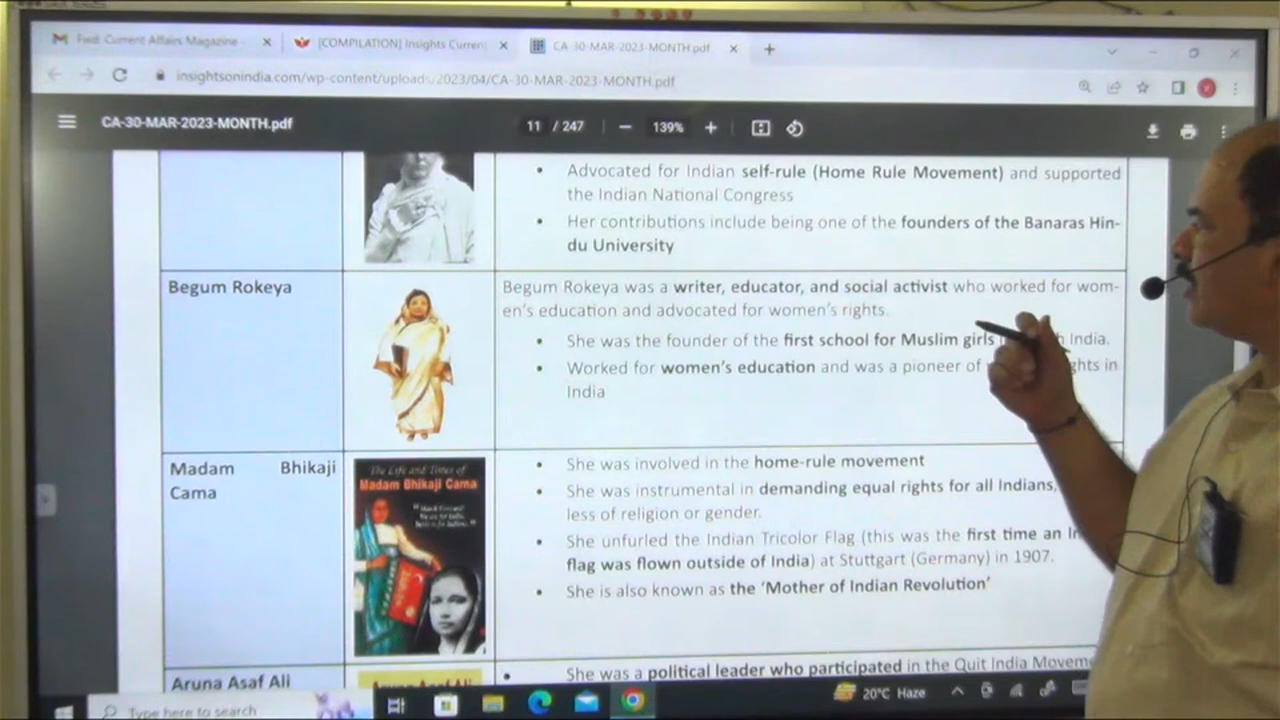 Fwd: Current Affairs Magazine -
[COMPILATION] Insights Curren
CA-30-MAR-2023-MONTH.pdf
insightsonindia.com/wp-content/uploads/2023/04/CA-30-MAR-2023-MONTH.pdf
CA-30-MAR-2023-MONTH.pdf
11 / 247
139%
• Advocated for Indian self-rule (Home Rule Movement) and supported
the Indian National Congress
• Her contributions include being one of the founders of the Banaras Hin-
du University
Begum Rokeya
Begum Rokeya was a writer, educator, and social activist who worked for wom-
en's education and advocated for women's rights.
• She was the founder of the first school for Muslim girls India.
• Worked for women's education and was a pioneer of ghts in
India
Madam Bhikaji
Cama
The Life and Times of
Madam Bhikaji Cama
• She was involved in the home-rule movement
• She was instrumental in demanding equal rights for all Indians,
less of religion or gender.
• She unfurled the Indian Tricolor Flag (this was the first time an In
flag was flown outside of India) at Stuttgart (Germany) in 1907.
• She is also known as the 'Mother of Indian Revolution'
Aruna Asaf Ali
Aruna Asaf Ali
• She was a political leader who participated in the Quit India Moveme
Type here to search
20°C Haze